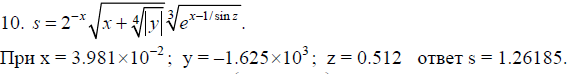 10. s = 2^{-x} \sqrt{x + \sqrt[4]{|y|}} \sqrt[3]{e^{x-1/\sin z}}.
При x = 3.981×10^{-2}; y = –1.625×10^{3}; z = 0.512 ответ s = 1.26185.